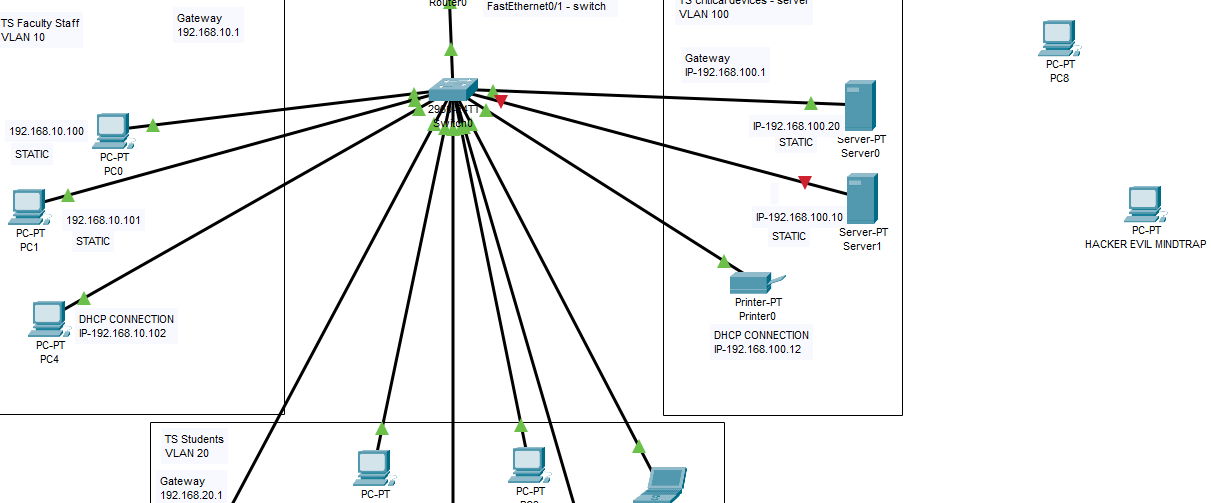 Router0
FastEthernet0/1 - switch
TS critical devices - server
VLAN 100
TS Faculty Staff
VLAN 10
Gateway
192.168.10.1
PC-PT
PC8
Gateway
IP-192.168.100.1
Switch0
192.168.10.100
STATIC
PC-PT
PC0
IP-192.168.100.20
STATIC
Server-PT
Server0
PC-PT
PC1
192.168.10.101
STATIC
IP-192.168.100.10
STATIC
Server-PT
Server1
PC-PT
HACKER EVIL MINDTRAP
DHCP CONNECTION
IP-192.168.10.102
PC-PT
PC4
Printer-PT
Printer0
DHCP CONNECTION
IP-192.168.100.12
TS Students
VLAN 20
Gateway
192.168.20.1
PC-PT
PC-PT